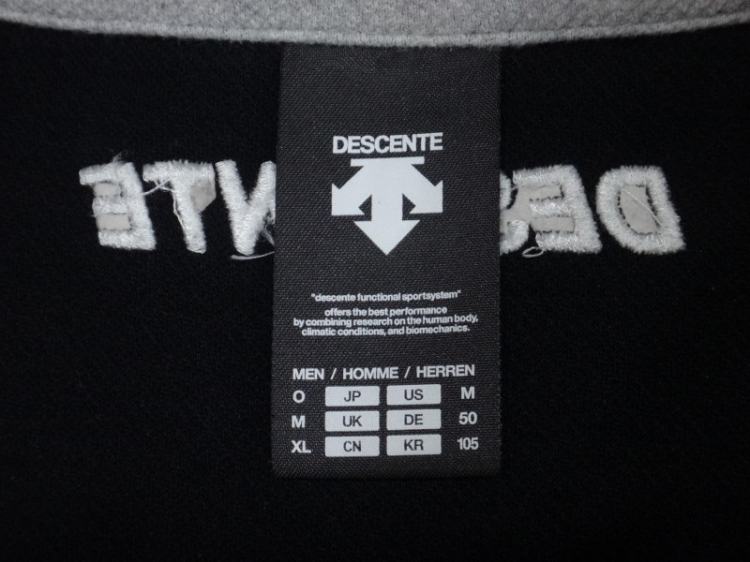 DESCENTE
"descente functional sportsystem"
offers the best performance
by combining research on the human body,
climatic conditions, and biomechanics.
MEN / HOMME / HERREN
O JP US M
M UK DE 50
XL CN KR 105